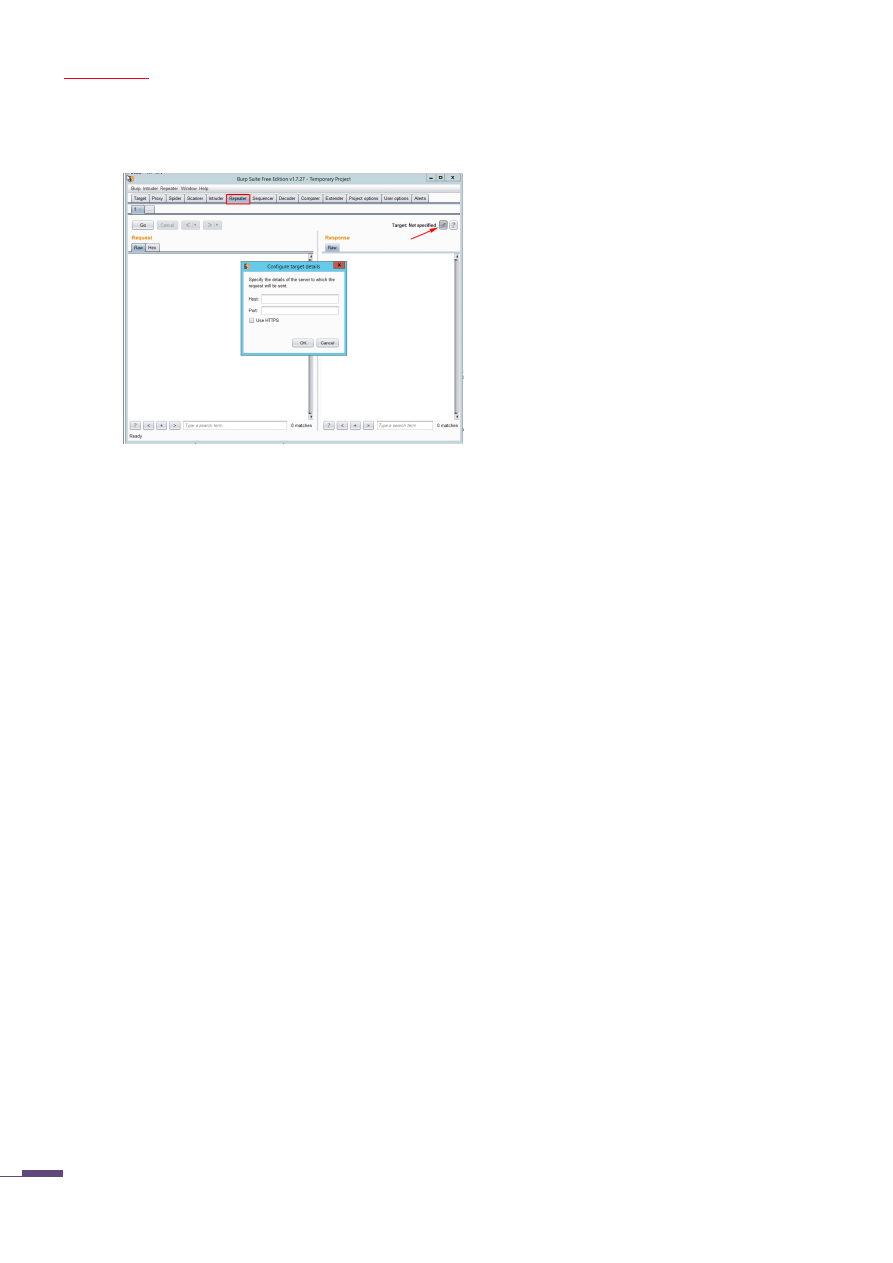 Burp Suite Free Edition v1.7.27 - Temporary Project
Burp Intruder Repeater Window Help
Target Proxy Spider Scanner Intruder Repeater Sequencer Decoder Comparer Extender Project options User options Alerts
1 ...
Go Cancel < >
Target: Not specified ?
Request
Raw Hex
Response
Raw
Configure target details
Specify the details of the server to which the
request will be sent.
Host:
Port:
Use HTTPS
OK Cancel
? < + > Type a search term 0 matches
? < + > Type a search term 0 matches
Ready